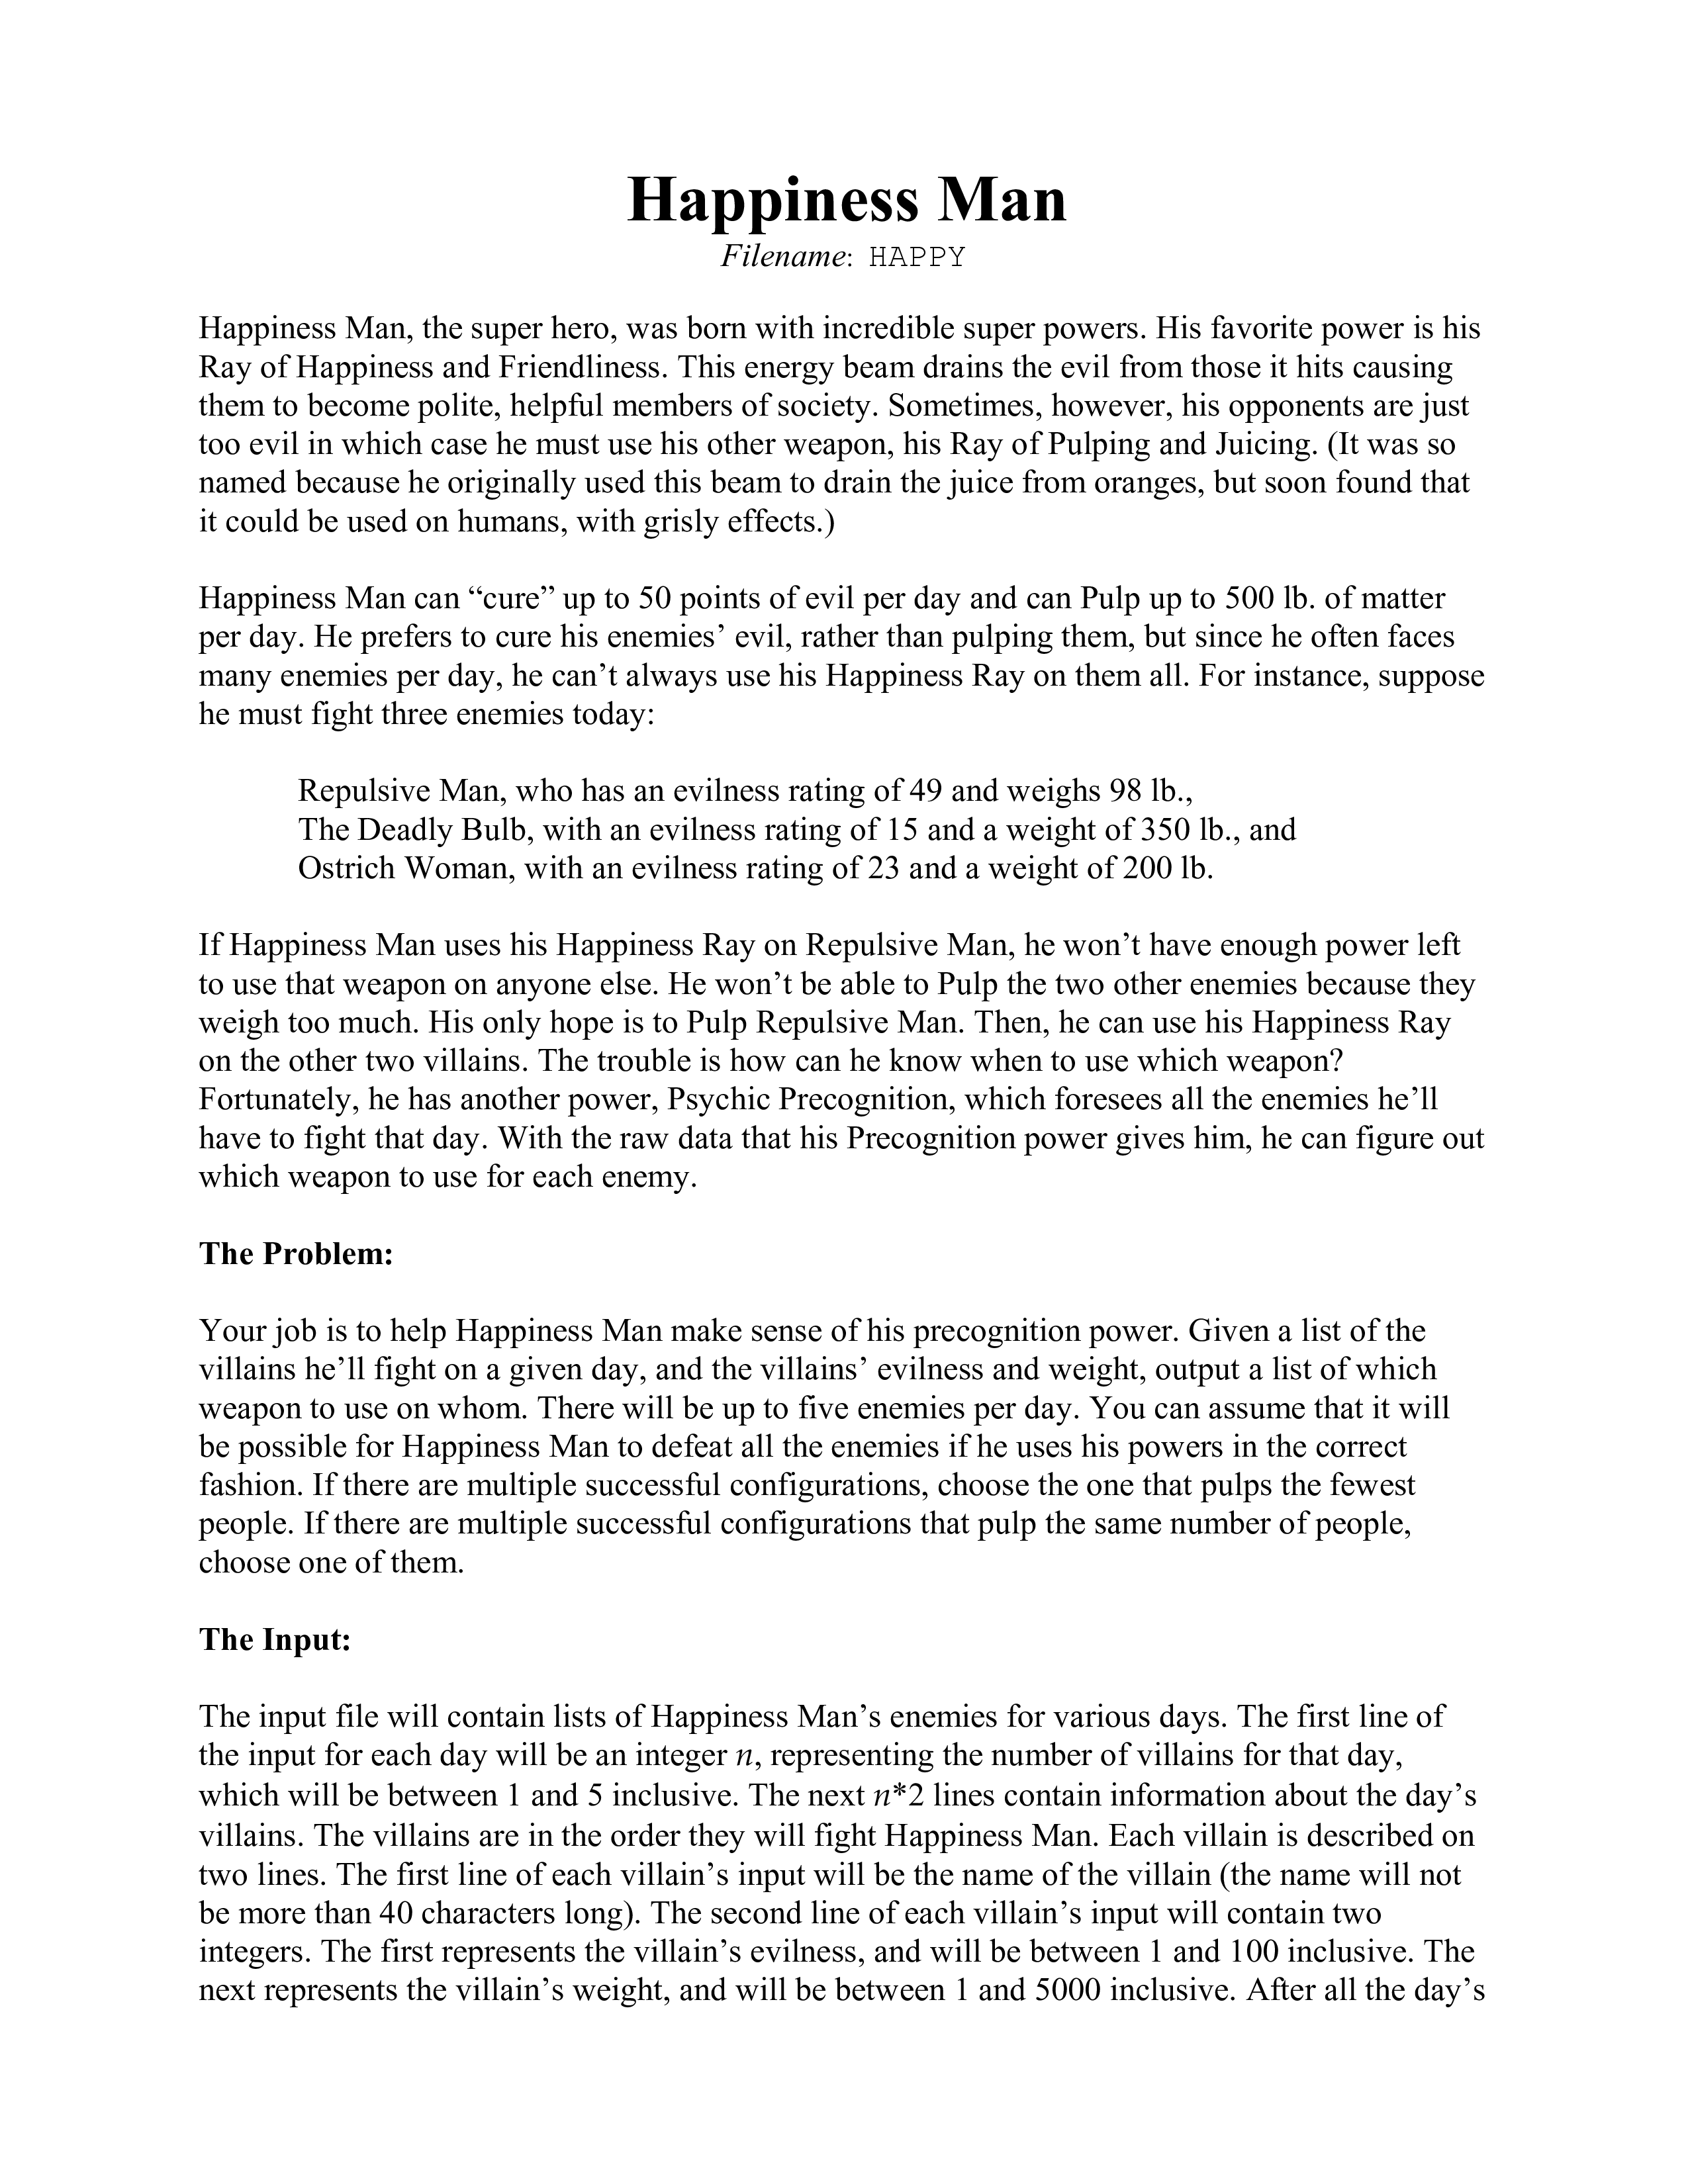 Happiness Man
Filename: HAPPY
Happiness Man, the super hero, was born with incredible super powers. His favorite power is his
Ray of Happiness and Friendliness. This energy beam drains the evil from those it hits causing
them to become polite, helpful members of society. Sometimes, however, his opponents are just
too evil in which case he must use his other weapon, his Ray of Pulping and Juicing. (It was so
named because he originally used this beam to drain the juice from oranges, but soon found that
it could be used on humans, with grisly effects.)
Happiness Man can “cure” up to 50 points of evil per day and can Pulp up to 500 lb. of matter
per day. He prefers to cure his enemies’ evil, rather than pulping them, but since he often faces
many enemies per day, he can’t always use his Happiness Ray on them all. For instance, suppose
he must fight three enemies today:
Repulsive Man, who has an evilness rating of 49 and weighs 98 lb.,
The Deadly Bulb, with an evilness rating of 15 and a weight of 350 lb., and
Ostrich Woman, with an evilness rating of 23 and a weight of 200 lb.
If Happiness Man uses his Happiness Ray on Repulsive Man, he won’t have enough power left
to use that weapon on anyone else. He won’t be able to Pulp the two other enemies because they
weigh too much. His only hope is to Pulp Repulsive Man. Then, he can use his Happiness Ray
on the other two villains. The trouble is how can he know when to use which weapon?
Fortunately, he has another power, Psychic Precognition, which foresees all the enemies he’ll
have to fight that day. With the raw data that his Precognition power gives him, he can figure out
which weapon to use for each enemy.
The Problem:
Your job is to help Happiness Man make sense of his precognition power. Given a list of the
villains he’ll fight on a given day, and the villains’ evilness and weight, output a list of which
weapon to use on whom. There will be up to five enemies per day. You can assume that it will
be possible for Happiness Man to defeat all the enemies if he uses his powers in the correct
fashion. If there are multiple successful configurations, choose the one that pulps the fewest
people. If there are multiple successful configurations that pulp the same number of people,
choose one of them.
The Input:
The input file will contain lists of Happiness Man’s enemies for various days. The first line of
the input for each day will be an integer n, representing the number of villains for that day,
which will be between 1 and 5 inclusive. The next n*2 lines contain information about the day’s
villains. The villains are in the order they will fight Happiness Man. Each villain is described on
two lines. The first line of each villain’s input will be the name of the villain (the name will not
be more than 40 characters long). The second line of each villain’s input will contain two
integers. The first represents the villain’s evilness, and will be between 1 and 100 inclusive. The
next represents the villain’s weight, and will be between 1 and 5000 inclusive. After all the day’s